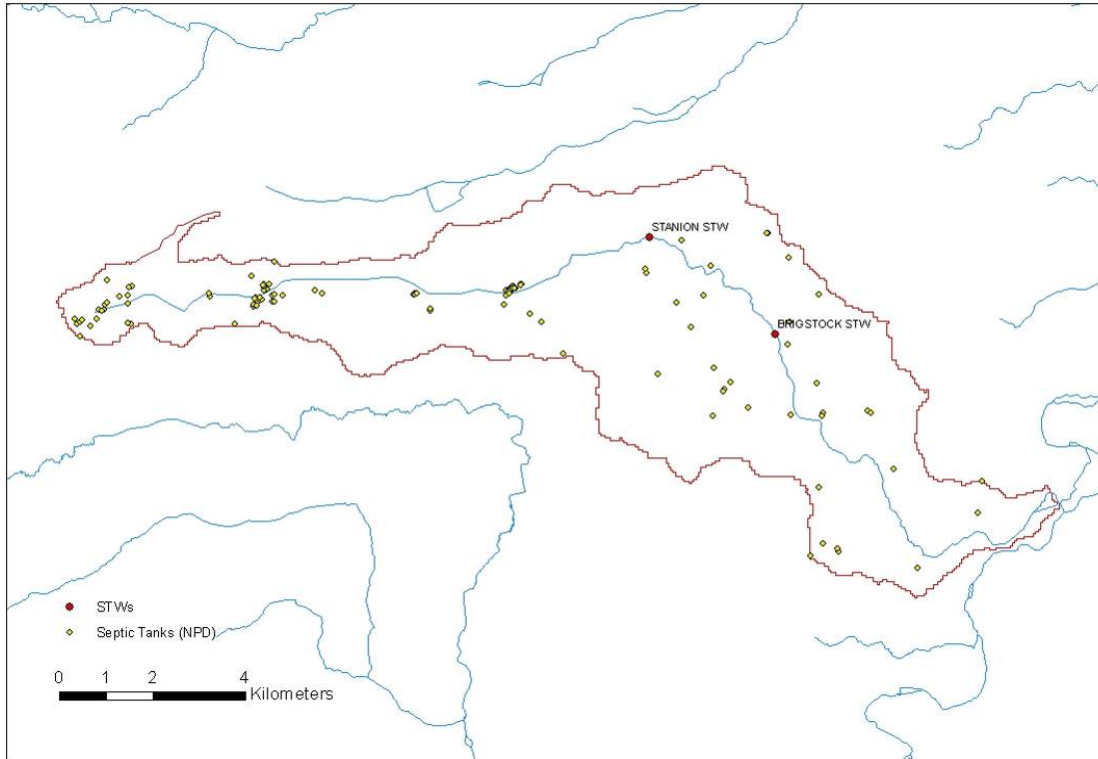 STANION STW
BRIGSTOCK STW
STWs
Septic Tanks (NPD)
0 1 2 4
Kilometers